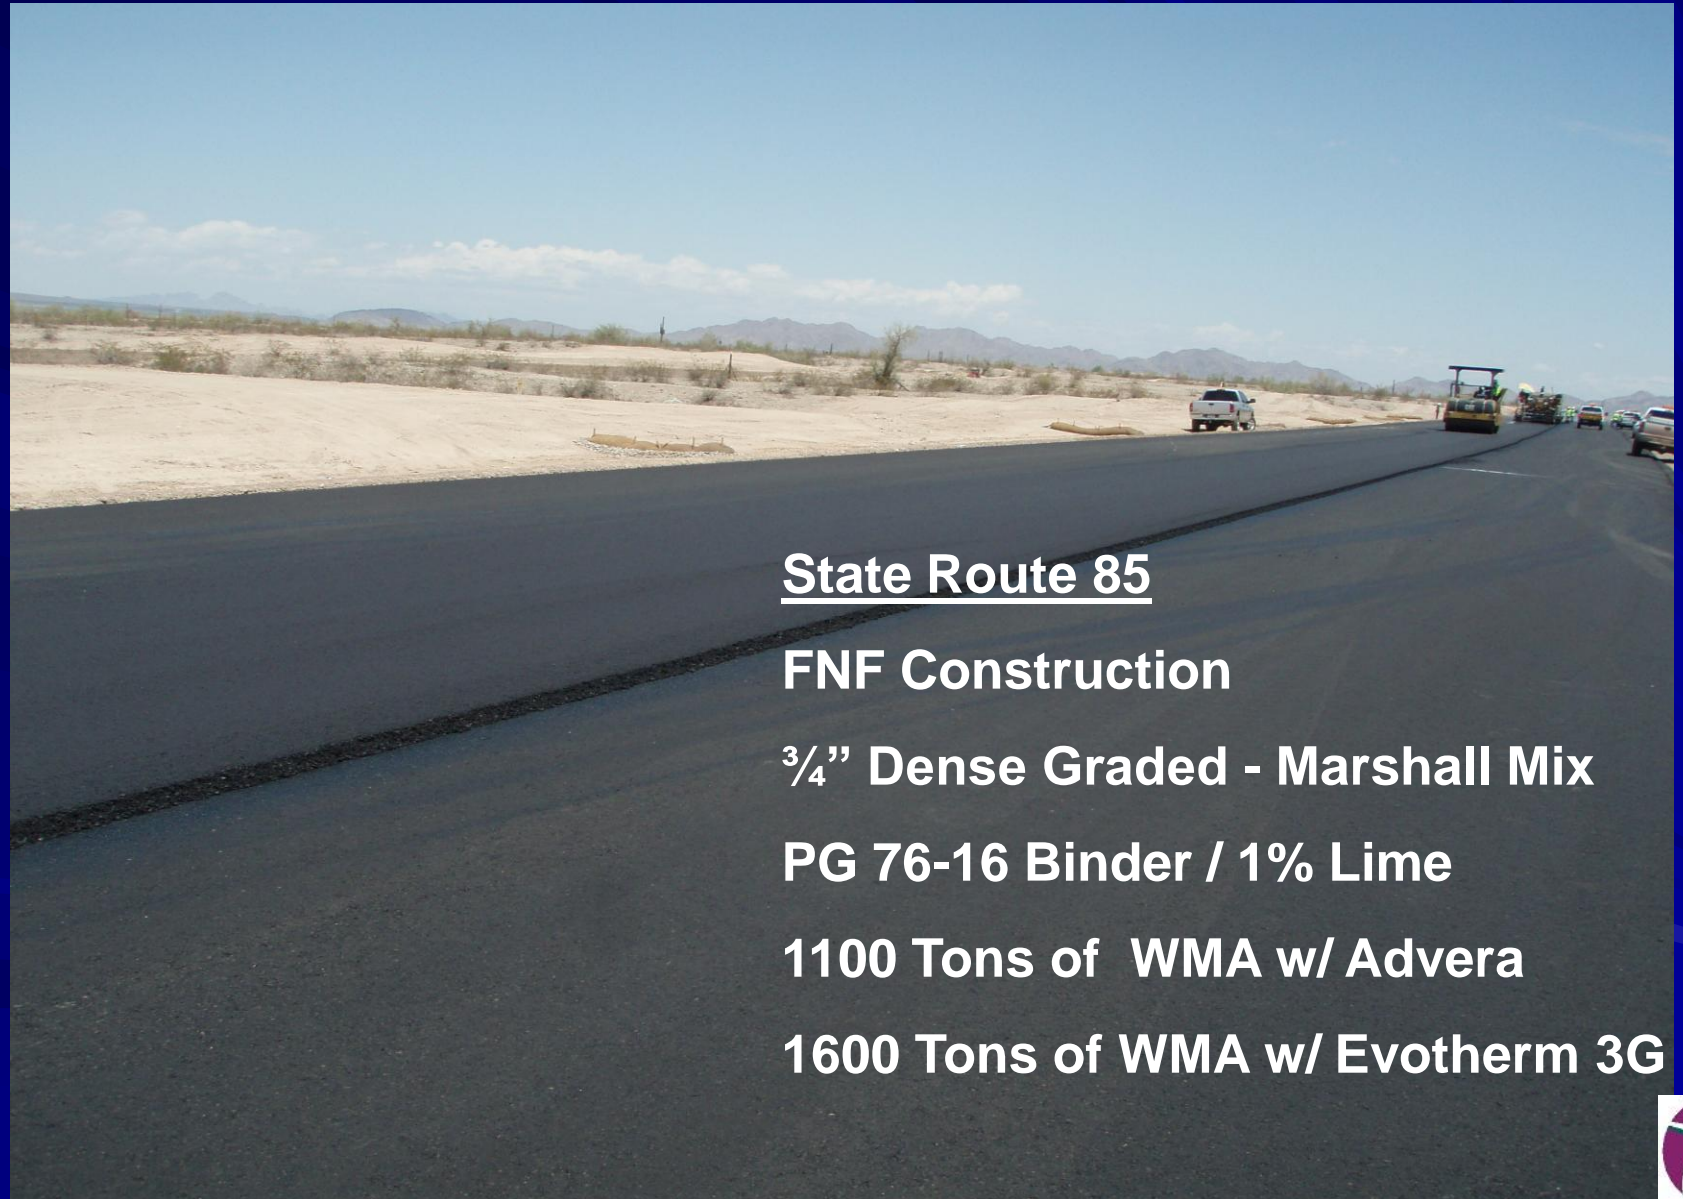 State Route 85
FNF Construction
¾” Dense Graded - Marshall Mix
PG 76-16 Binder / 1% Lime
1100 Tons of  WMA w/ Advera
1600 Tons of WMA w/ Evotherm 3G